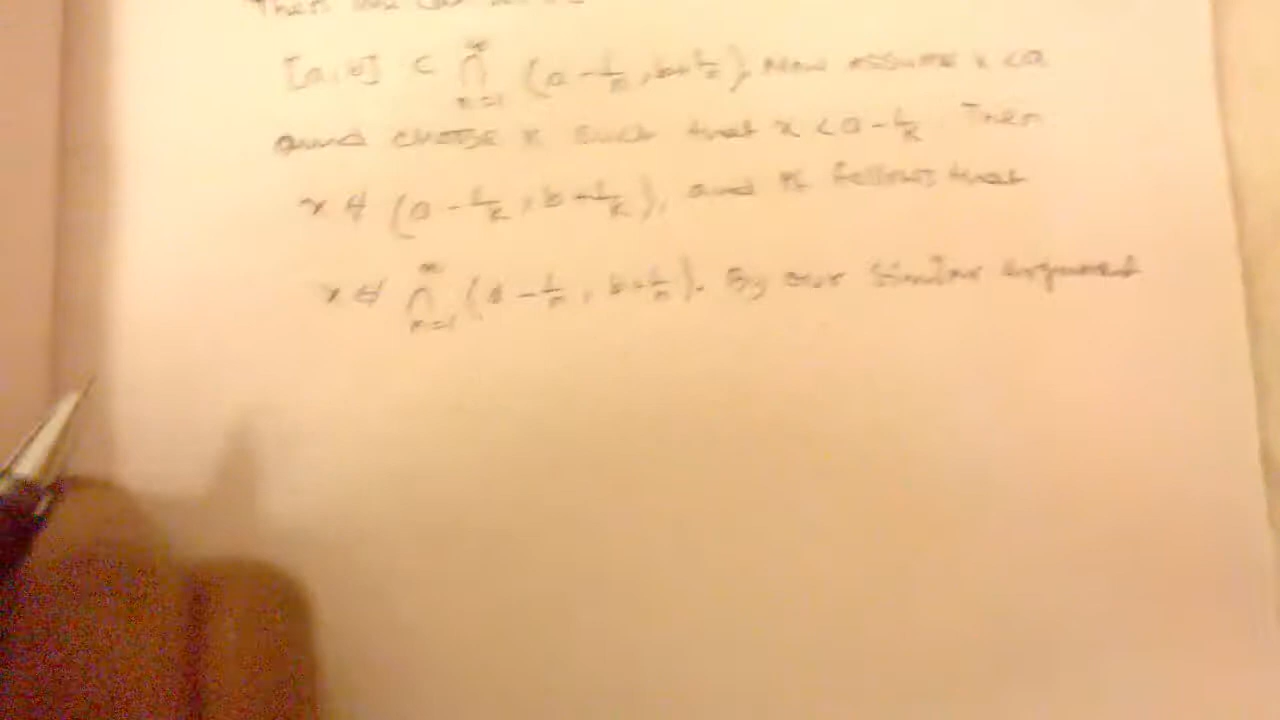 Then
[a, b] ⊂ ∩_{n=1}^∞ (a - 1/n, b + 1/n). Now assume x < a
and choose k such that x < a - 1/k. Then
x ∉ (a - 1/k, b + 1/k), and it follows that
x ∉ ∩_{n=1}^∞ (a - 1/n, b + 1/n). By our similar argument